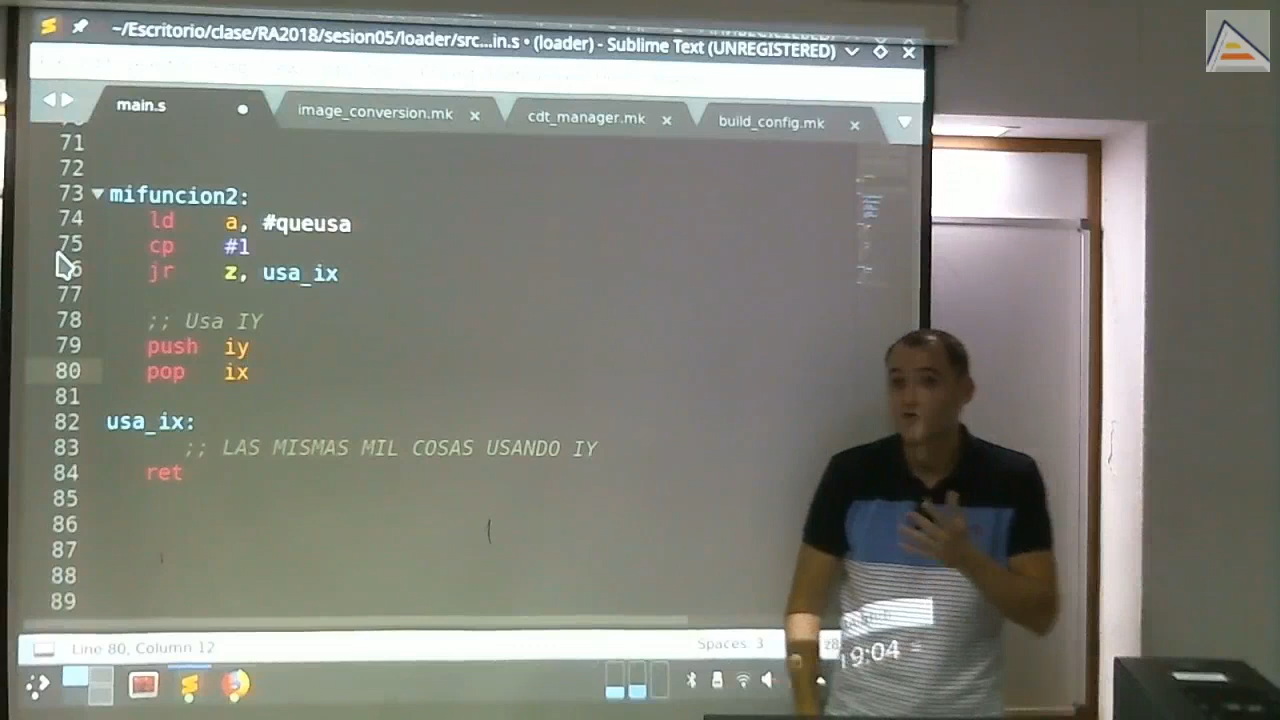 ~/Escritorio/clase/RA2018/sesion05/loader/src...in.s • (loader) - Sublime Text (UNREGISTERED)
main.s image_conversion.mk cdt_manager.mk build_config.mk
71
72
73 mifuncion2:
74 ld a, #queusa
75 cp #1
76 jr z, usa_ix
77
78 ;; Usa IY
79 push iy
80 pop ix
81
82 usa_ix:
83 ;; LAS MISMAS MIL COSAS USANDO IY
84 ret
85
86
87
88
89
Line 80, Column 12 Spaces: 3 28
19:04